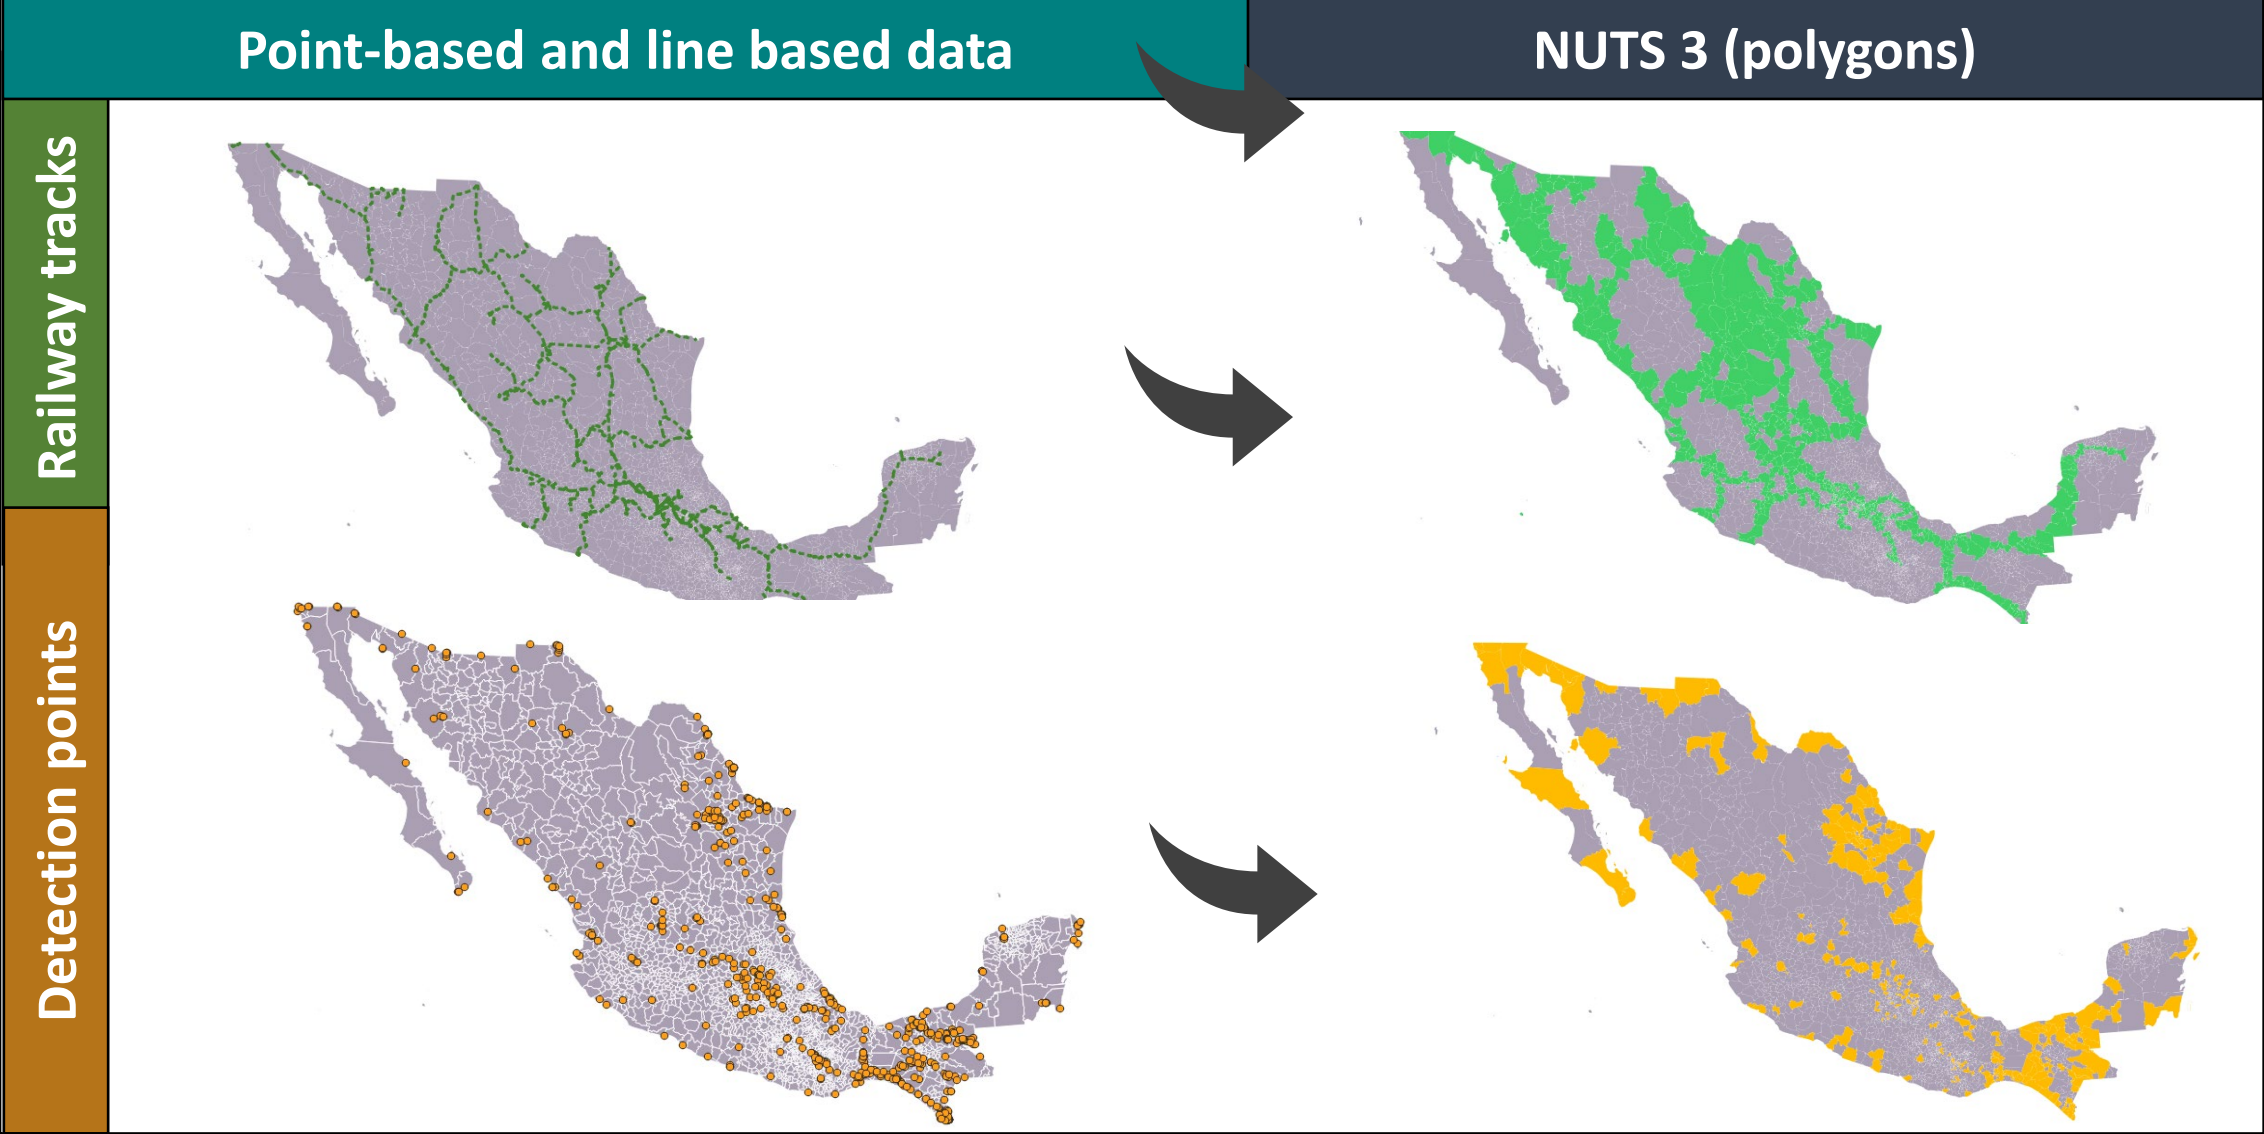 Point-based and line based data
NUTS 3 (polygons)
Railway tracks
Detection points